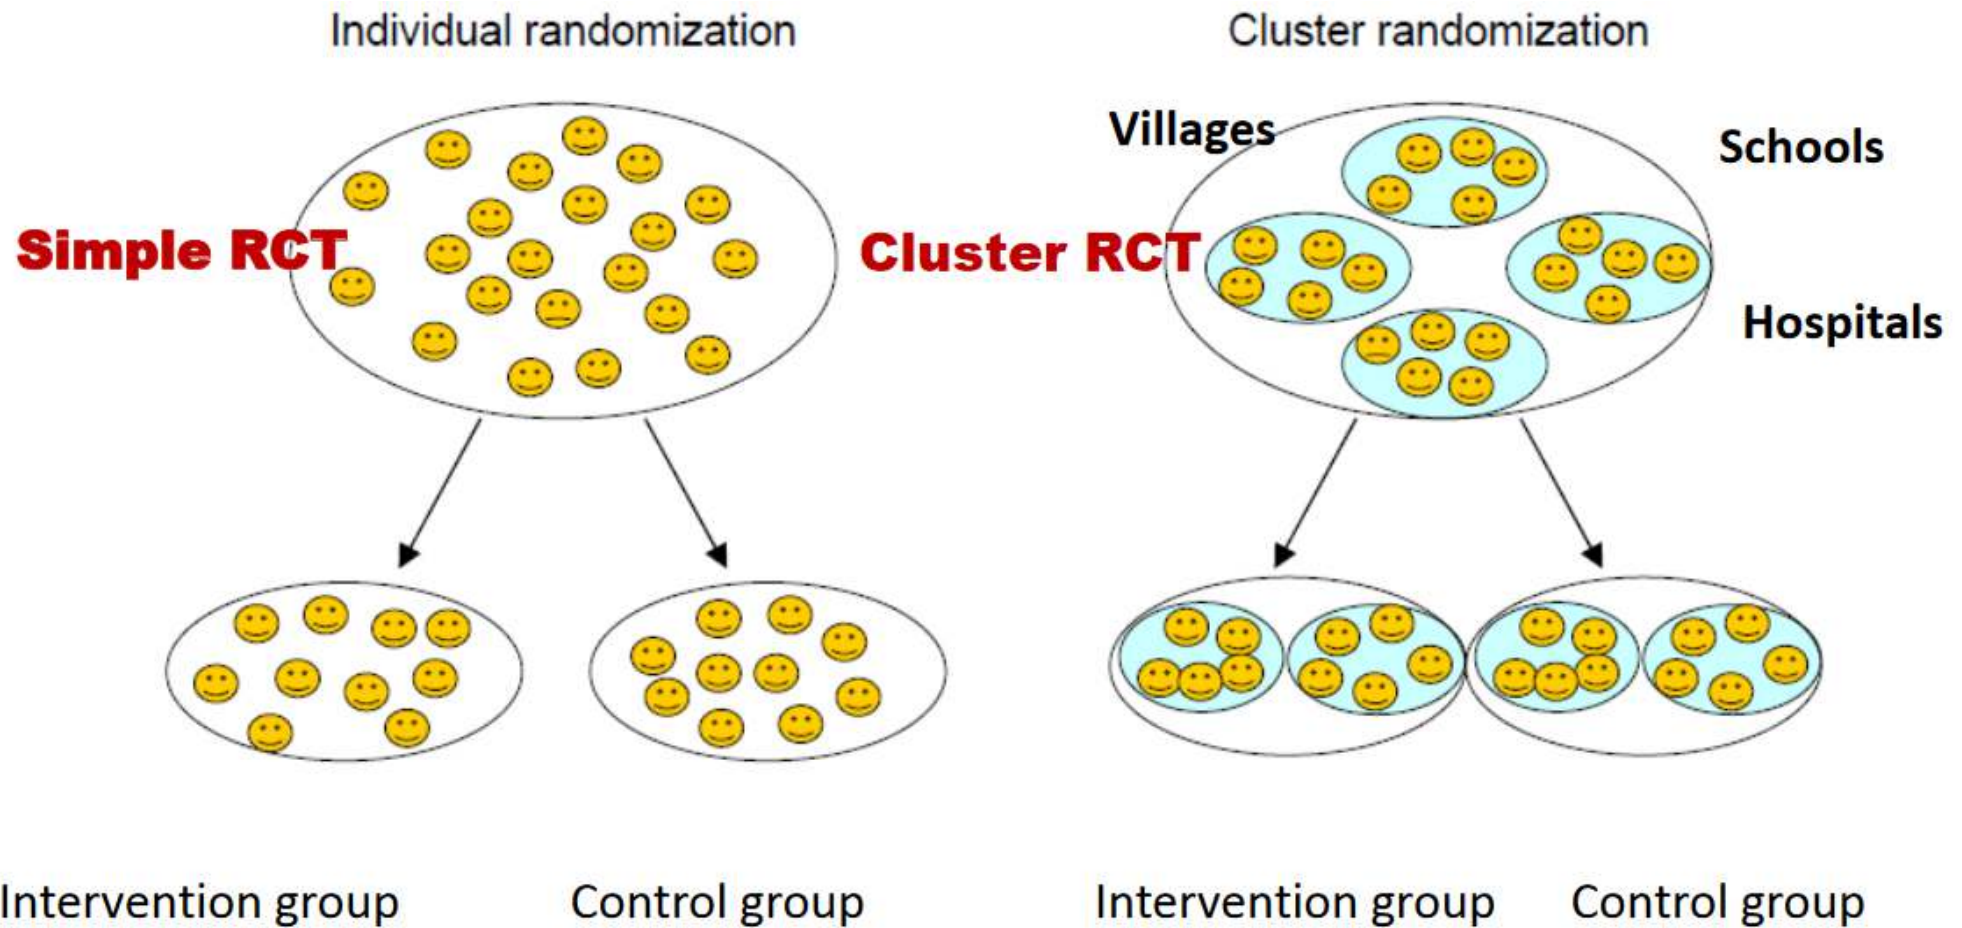 Individual randomization
Cluster randomization
Villages
Schools
Simple RCT
Cluster RCT
Hospitals
Intervention group
Control group
Intervention group
Control group